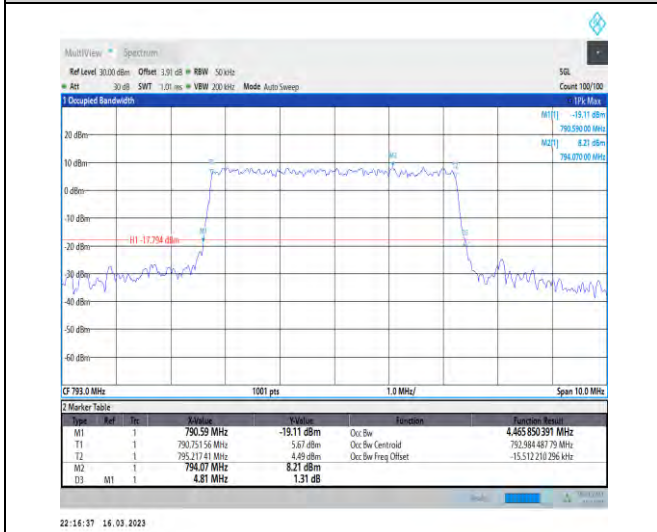 MultiView Spectrum
Ref Level 30.00 dBm Offset 3.91 dB RBW 50 kHz SGL
Att 30 dB SWT 1.01 ms VBW 200 kHz Mode Auto Sweep Count 100/100
1 Occupied Bandwidth 1Pk Max
M1[1] -19.11 dBm
790.590 00 MHz
M2[1] 8.21 dBm
794.070 00 MHz
20 dBm
10 dBm
0 dBm
-10 dBm
H1 -17.794 dBm
-20 dBm
-30 dBm
-40 dBm
-50 dBm
-60 dBm
M2
T1
T2
M1
D3
CF 793.0 MHz 1001 pts 1.0 MHz/ Span 10.0 MHz
2 Marker Table
Type Ref Trc X-Value Y-Value Function Function Result
M1 1 790.59 MHz -19.11 dBm Occ Bw 4.465 850 391 MHz
T1 1 790.751 56 MHz 5.67 dBm Occ Bw Centroid 792.984 487 79 MHz
T2 1 795.217 41 MHz 4.49 dBm Occ Bw Freq Offset -15.512 210 296 kHz
M2 1 794.07 MHz 8.21 dBm
D3 M1 1 4.81 MHz 1.31 dB
22:16:37 16.03.2023